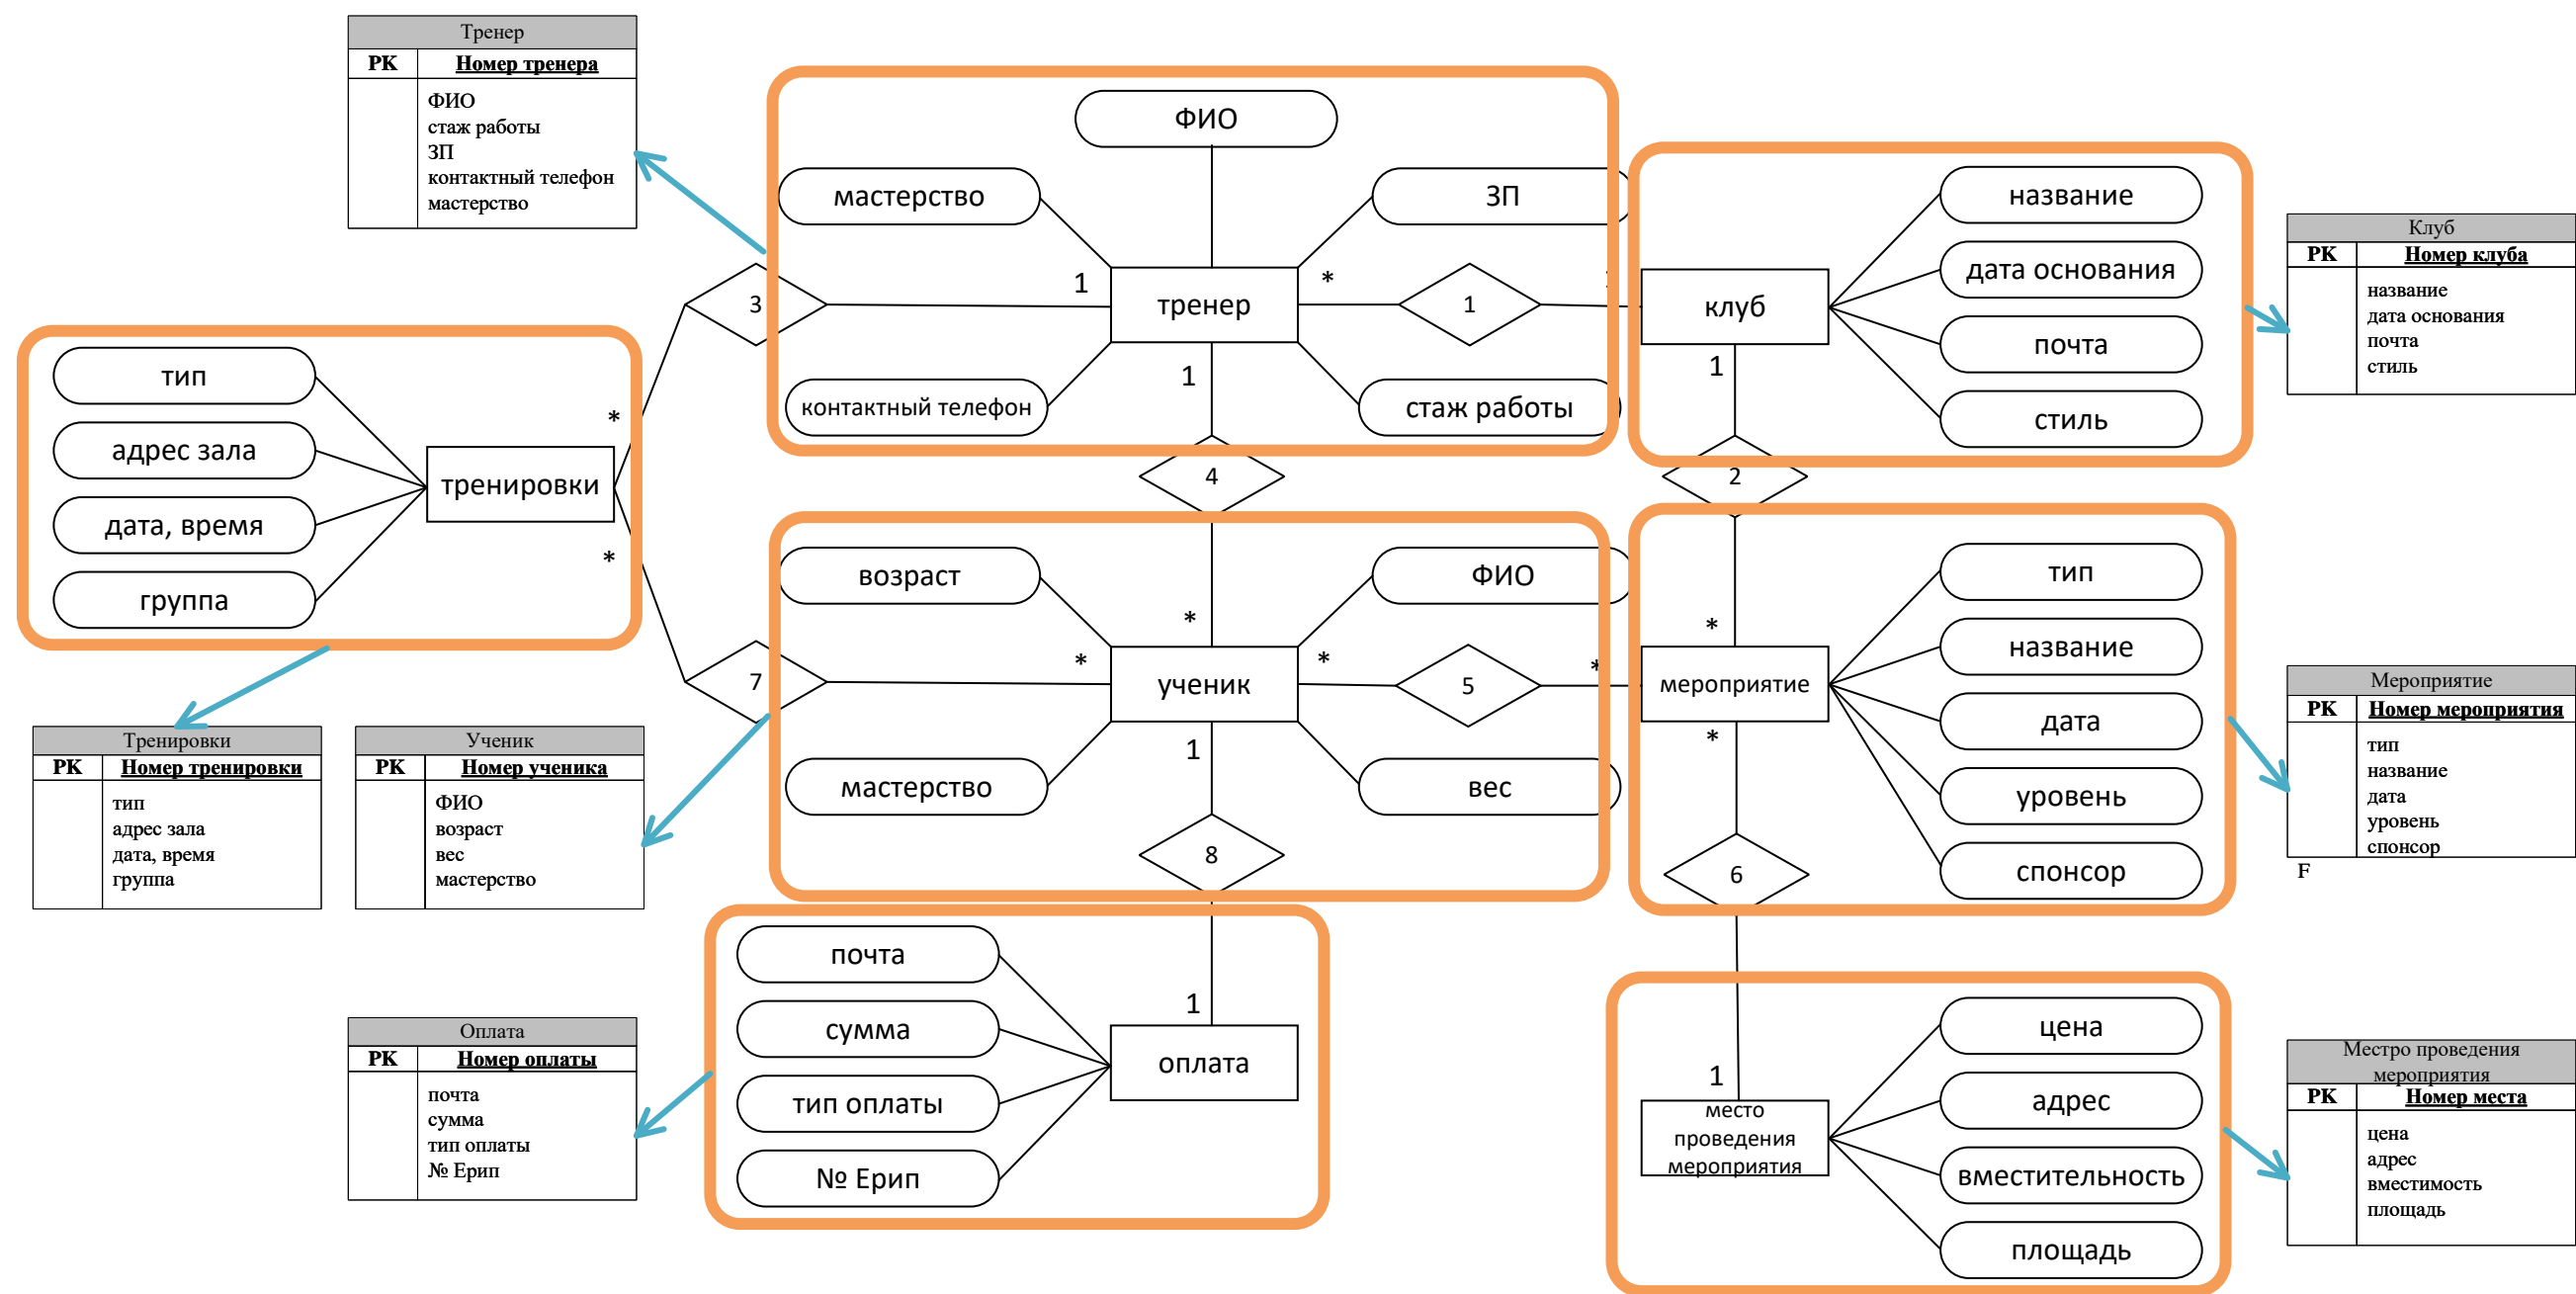 Тренер
PK Номер тренера
ФИО
стаж работы
ЗП
контактный телефон
мастерство
ФИО
мастерство
ЗП
3
1
тренер
*
1
контактный телефон
1
стаж работы
4
клуб
название
дата основания
почта
стиль
1
2
Клуб
PK Номер клуба
название
дата основания
почта
стиль
тип
адрес зала
дата, время
группа
тренировки
*
*
7
Тренировки
PK Номер тренировки
тип
адрес зала
дата, время
группа
Ученик
PK Номер ученика
ФИО
возраст
вес
мастерство
возраст
ФИО
*
*
ученик
*
5
*
мастерство
1
вес
8
*
мероприятие
*
тип
название
дата
уровень
спонсор
6
Мероприятие
PK Номер мероприятия
тип
название
дата
уровень
спонсор
F
Оплата
PK Номер оплаты
почта
сумма
тип оплаты
№ Ерип
почта
сумма
тип оплаты
№ Ерип
1
оплата
1
место
проведения
мероприятия
цена
адрес
вместительность
площадь
Местро проведения
мероприятия
PK Номер места
цена
адрес
вместимость
площадь